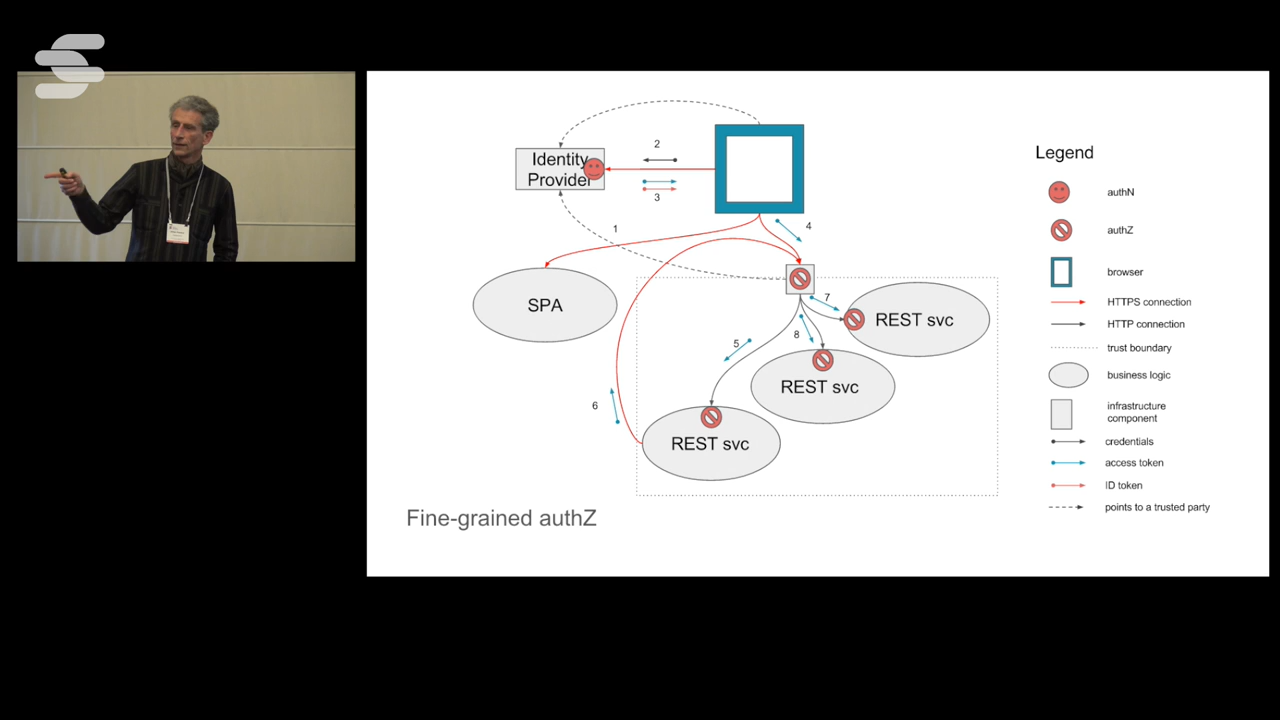 Identity
Provider
2
3
1
4
SPA
7
REST svc
8
5
REST svc
6
REST svc
Fine-grained authZ
Legend
authN
authZ
browser
HTTPS connection
HTTP connection
trust boundary
business logic
infrastructure
component
credentials
access token
ID token
points to a trusted party